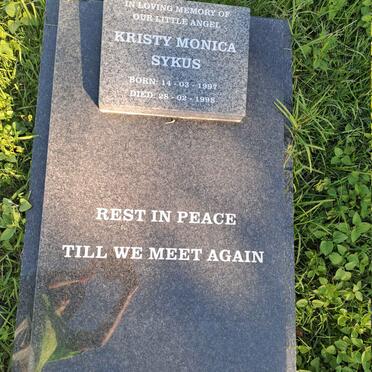 IN LOVING MEMORY OF
OUR LITTLE ANGEL
KRISTY MONICA
SYKUS
BORN: 14 - 03 - 1997
DIED: 28 - 02 - 1998
REST IN PEACE
TILL WE MEET AGAIN